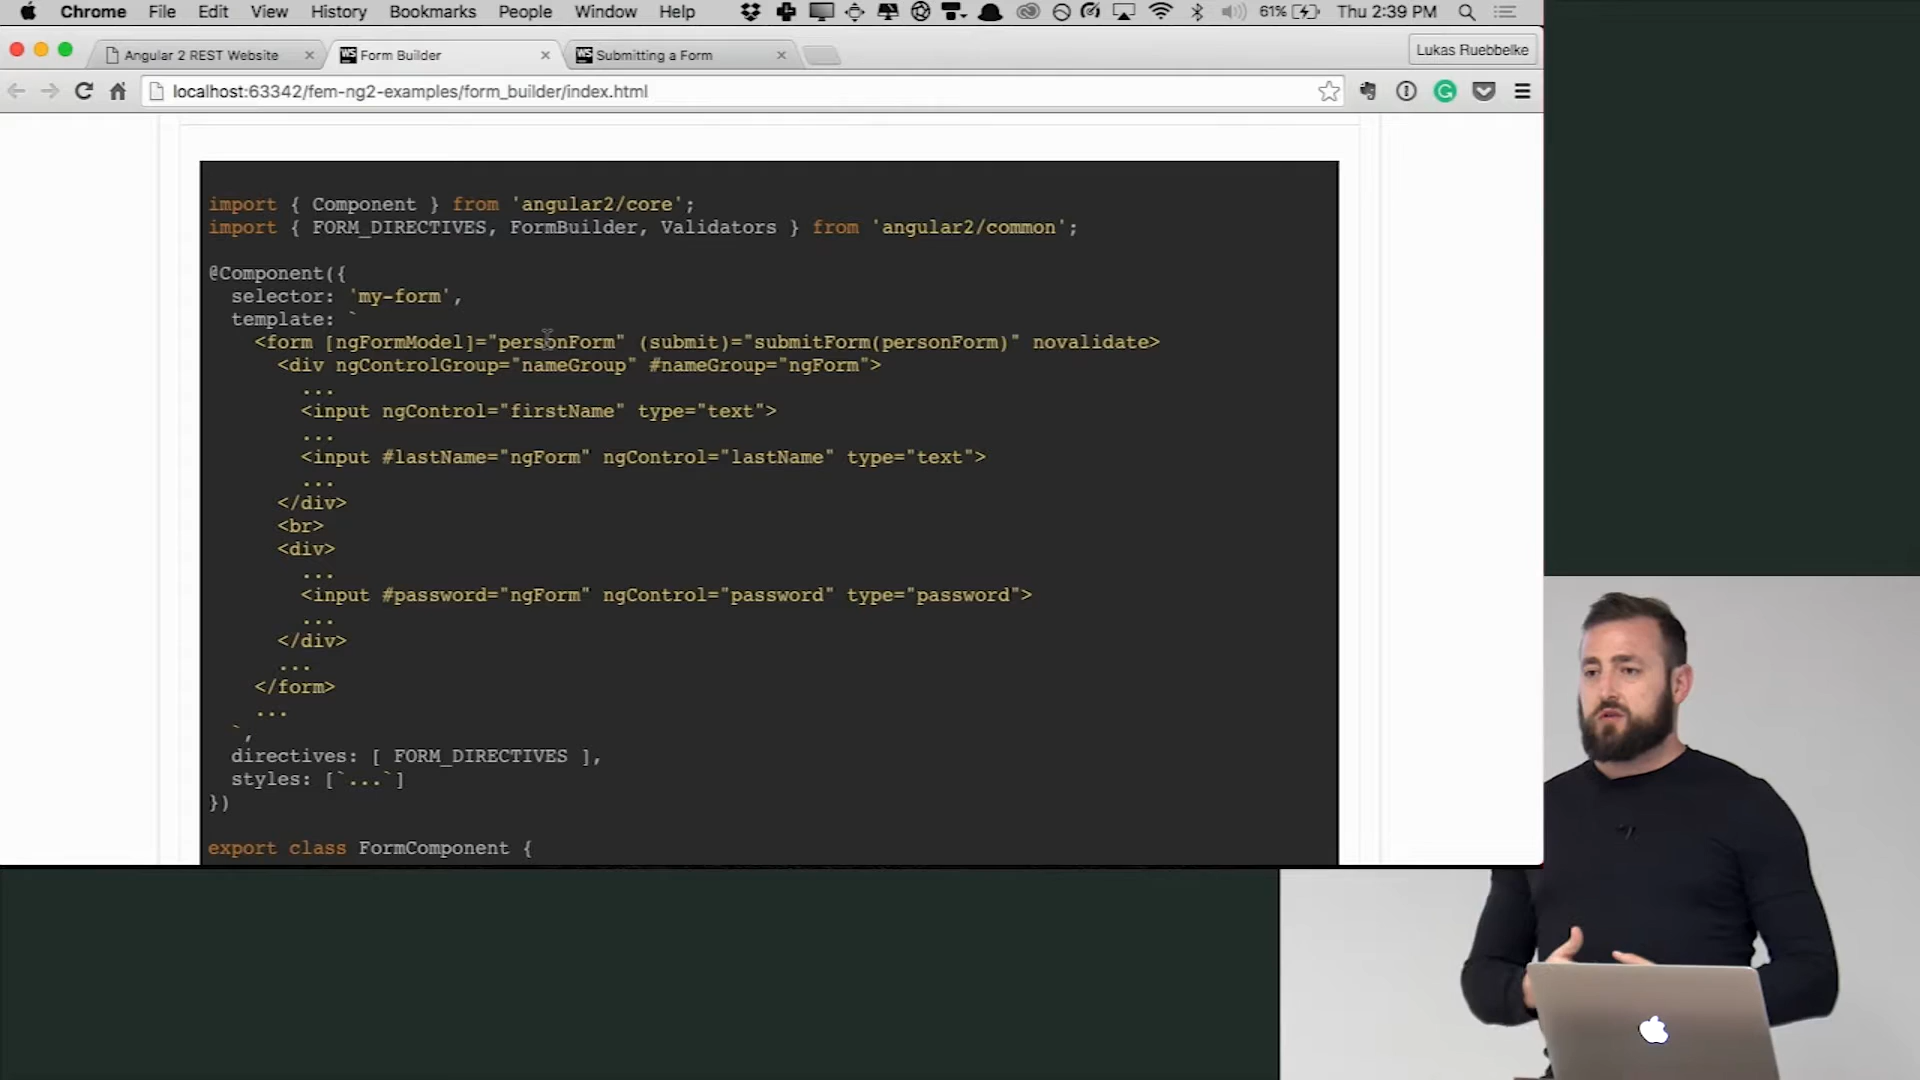 Chrome File Edit View History Bookmarks People Window Help 61% Thu 2:39 PM
Angular 2 REST Website
Form Builder
Submitting a Form
Lukas Ruebbelke
localhost:63342/fem-ng2-examples/form_builder/index.html
import { Component } from 'angular2/core';
import { FORM_DIRECTIVES, FormBuilder, Validators } from 'angular2/common';
@Component({
selector: 'my-form',
template: `
<form [ngFormModel]="personForm" (submit)="submitForm(personForm)" novalidate>
<div ngControlGroup="nameGroup" #nameGroup="ngForm">
...
<input ngControl="firstName" type="text">
...
<input #lastName="ngForm" ngControl="lastName" type="text">
...
</div>
<br>
<div>
...
<input #password="ngForm" ngControl="password" type="password">
...
</div>
...
</form>
...
`,
directives: [ FORM_DIRECTIVES ],
styles: [`...`]
})
export class FormComponent {